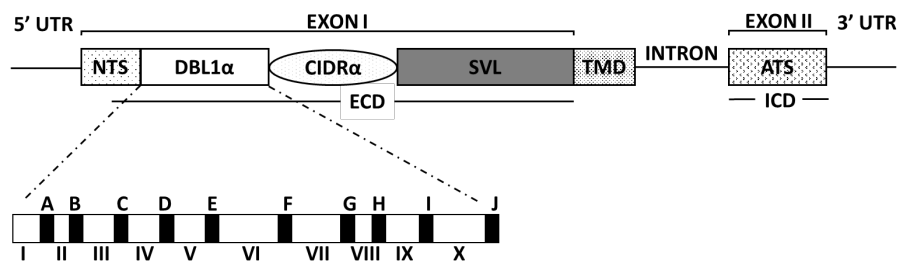 5' UTR EXON I EXON II 3' UTR
NTS DBL1α CIDRα SVL TMD INTRON ATS
ECD ICD
A B C D E F G H I J
I II III IV V VI VII VIII IX X